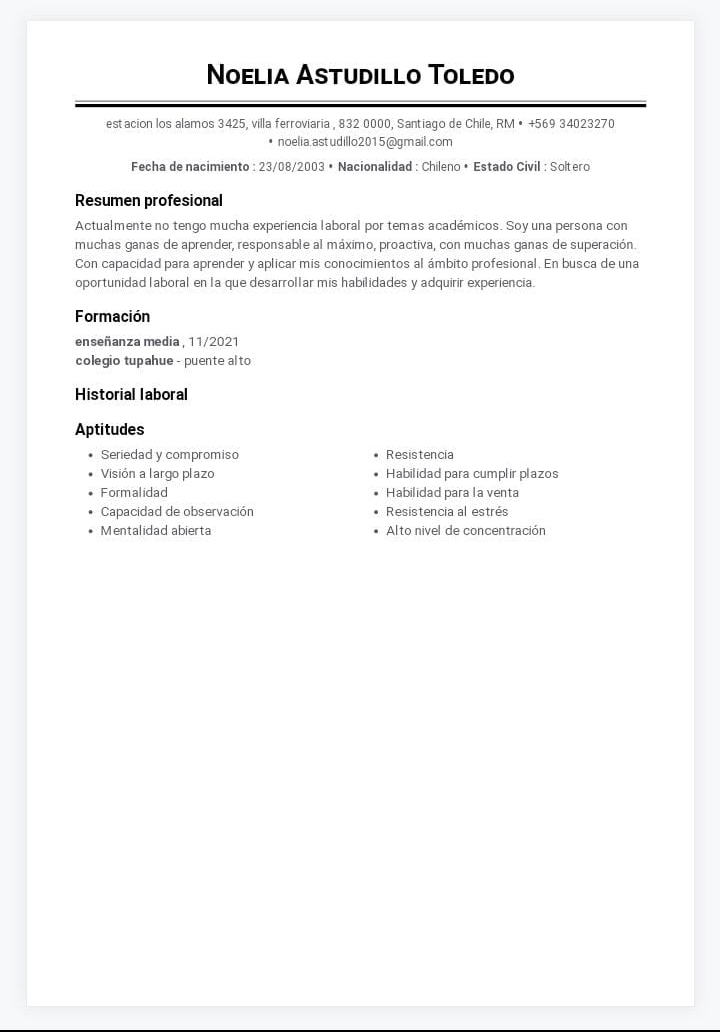 Noelia Astudillo Toledo
estacion los alamos 3425, villa ferroviaria , 832 0000, Santiago de Chile, RM • +569 34023270
• noelia.astudillo2015@gmail.com
Fecha de nacimiento : 23/08/2003 • Nacionalidad : Chileno • Estado Civil : Soltero
Resumen profesional
Actualmente no tengo mucha experiencia laboral por temas académicos. Soy una persona con
muchas ganas de aprender, responsable al máximo, proactiva, con muchas ganas de superación.
Con capacidad para aprender y aplicar mis conocimientos al ámbito profesional. En busca de una
oportunidad laboral en la que desarrollar mis habilidades y adquirir experiencia.
Formación
enseñanza media , 11/2021
colegio tupahue - puente alto
Historial laboral
Aptitudes
• Seriedad y compromiso
• Visión a largo plazo
• Formalidad
• Capacidad de observación
• Mentalidad abierta
• Resistencia
• Habilidad para cumplir plazos
• Habilidad para la venta
• Resistencia al estrés
• Alto nivel de concentración